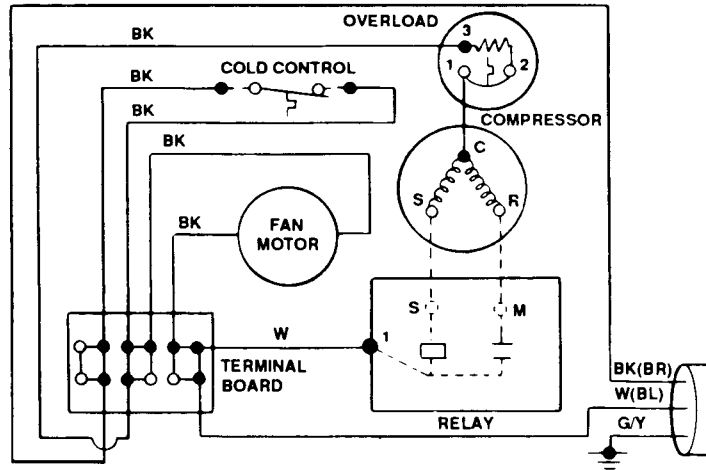 OVERLOAD
BK
3
1
2
BK
COLD CONTROL
COMPRESSOR
BK
BK
C
S
R
BK
FAN
MOTOR
S
M
W
1
TERMINAL
BOARD
BK(BR)
W(BL)
G/Y
RELAY